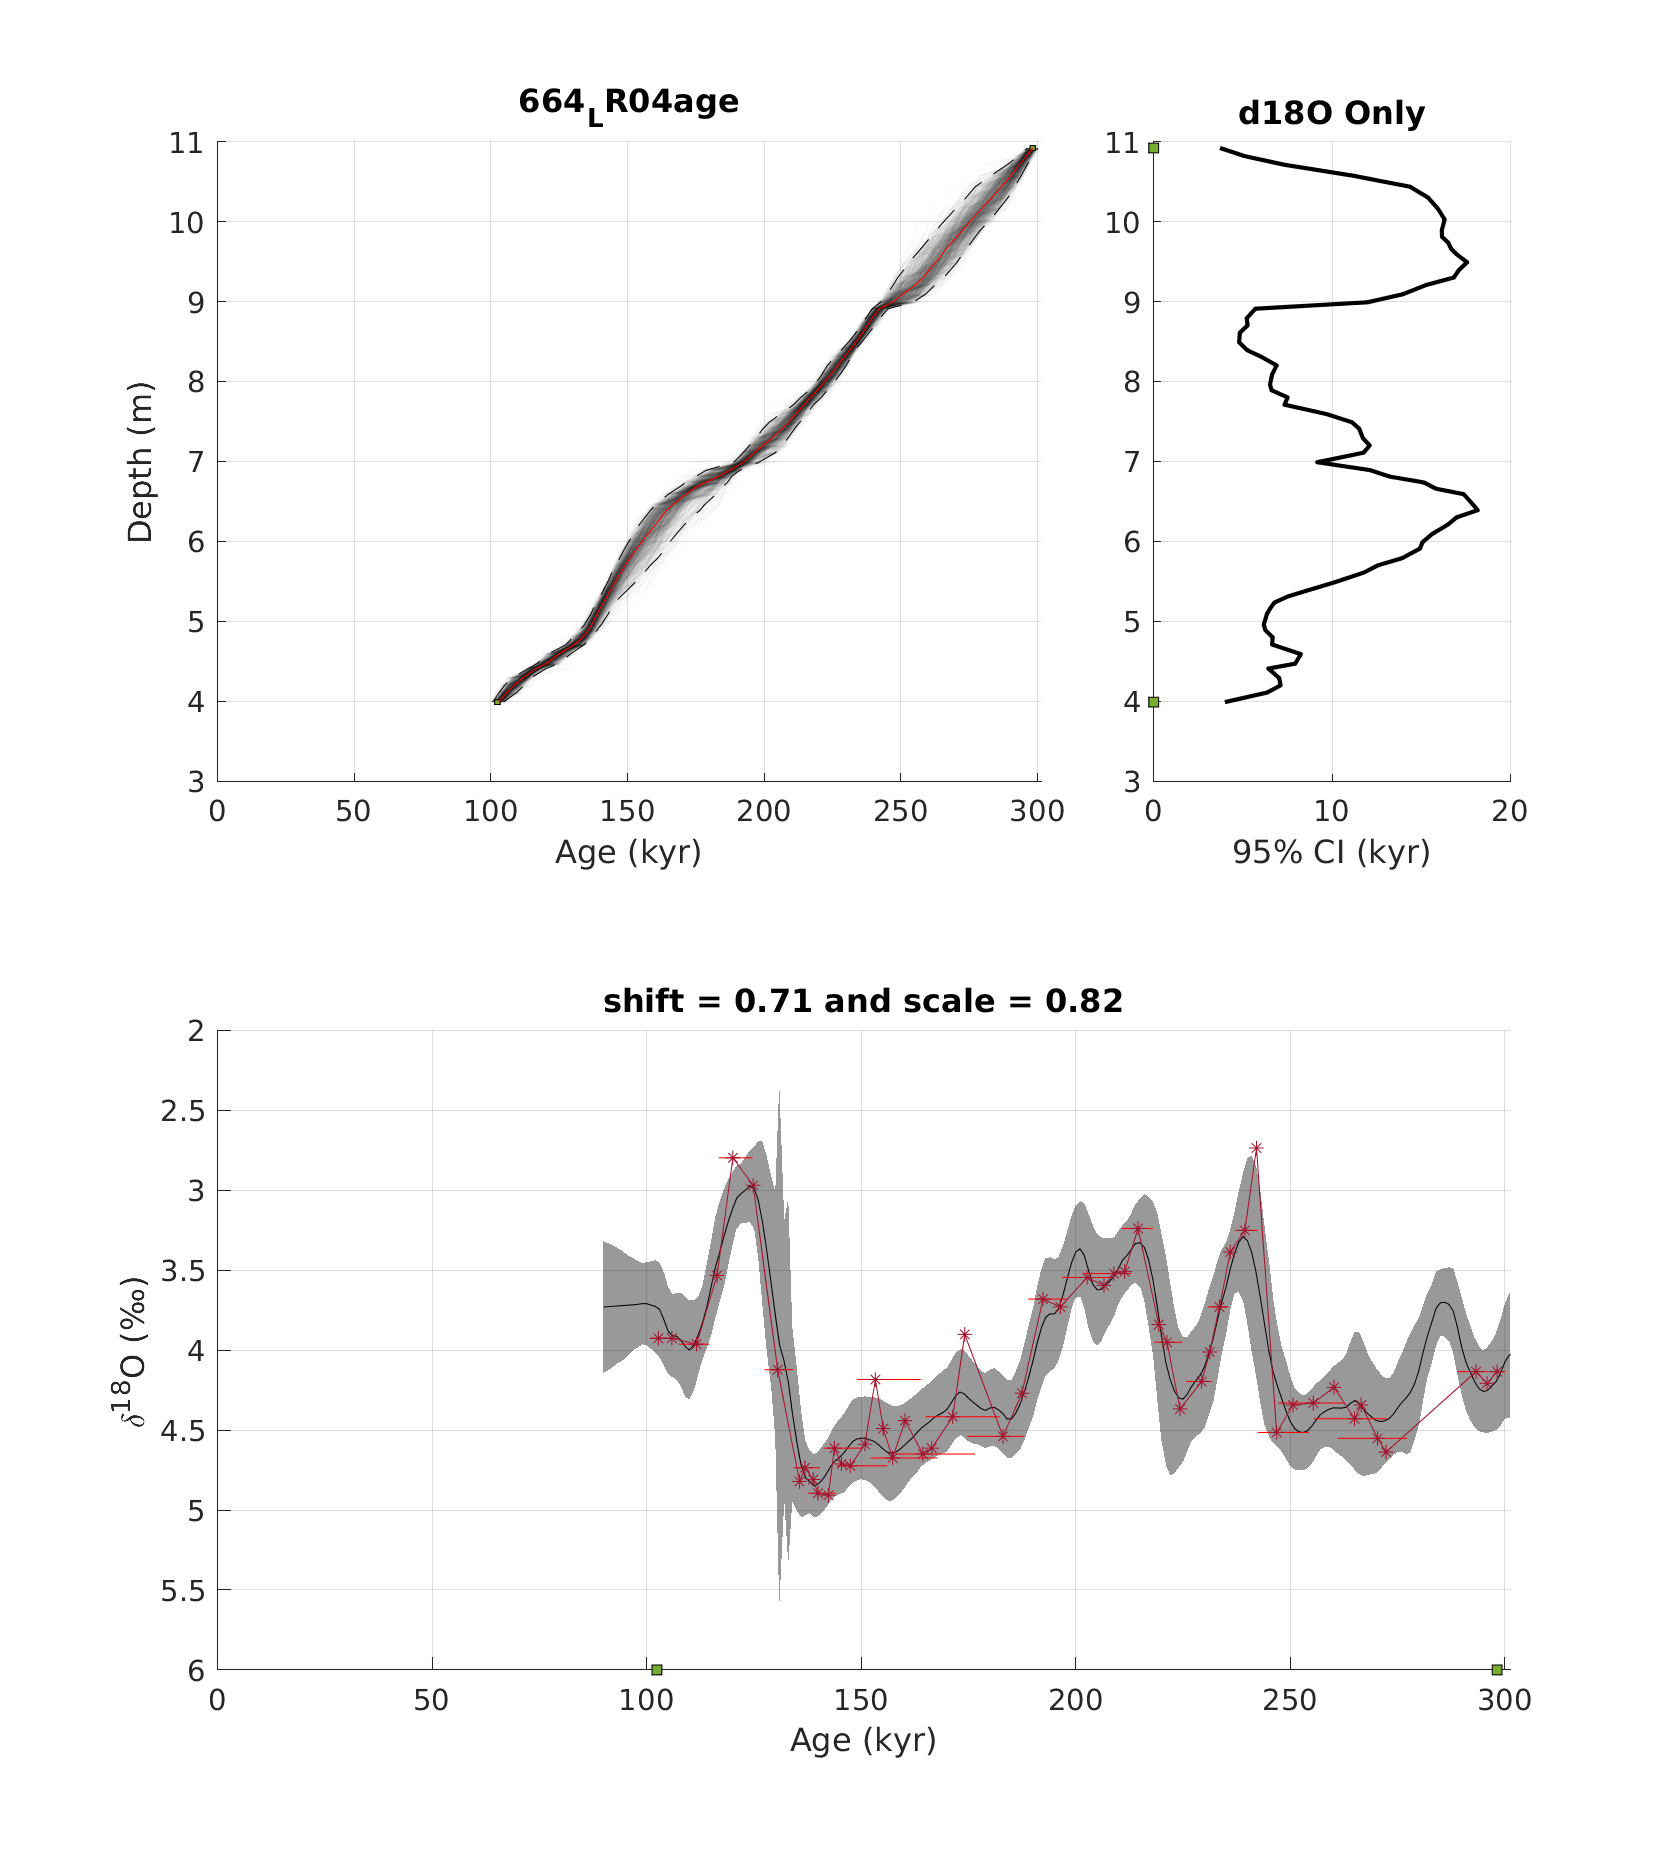 664LR04age
d18O Only
11
10
9
8
7
6
5
4
3
Depth (m)
0 50 100 150 200 250 300
Age (kyr)
11
10
9
8
7
6
5
4
3
0 10 20
95% CI (kyr)
shift = 0.71 and scale = 0.82
2
2.5
3
3.5
4
4.5
5
5.5
6
δ18O (‰)
0 50 100 150 200 250 300
Age (kyr)